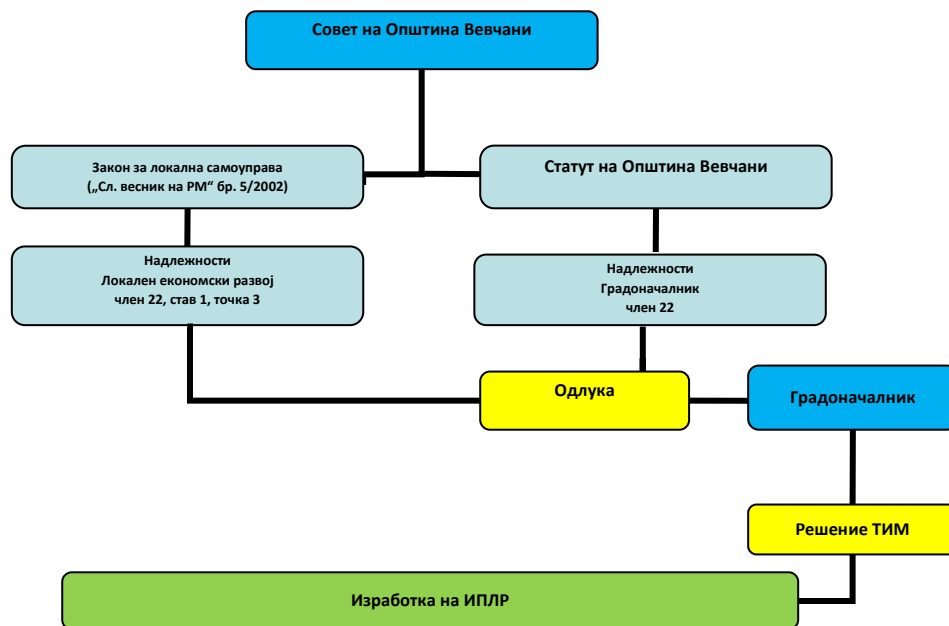 Совет на Општина Вевчани
Закон за локална самоуправа
(„Сл. весник на РМ“ бр. 5/2002)
Статут на Општина Вевчани
Надлежности
Локален економски развој
член 22, став 1, точка 3
Надлежности
Градоначалник
член 22
Одлука
Градоначалник
Решение ТИМ
Изработка на ИПЛР